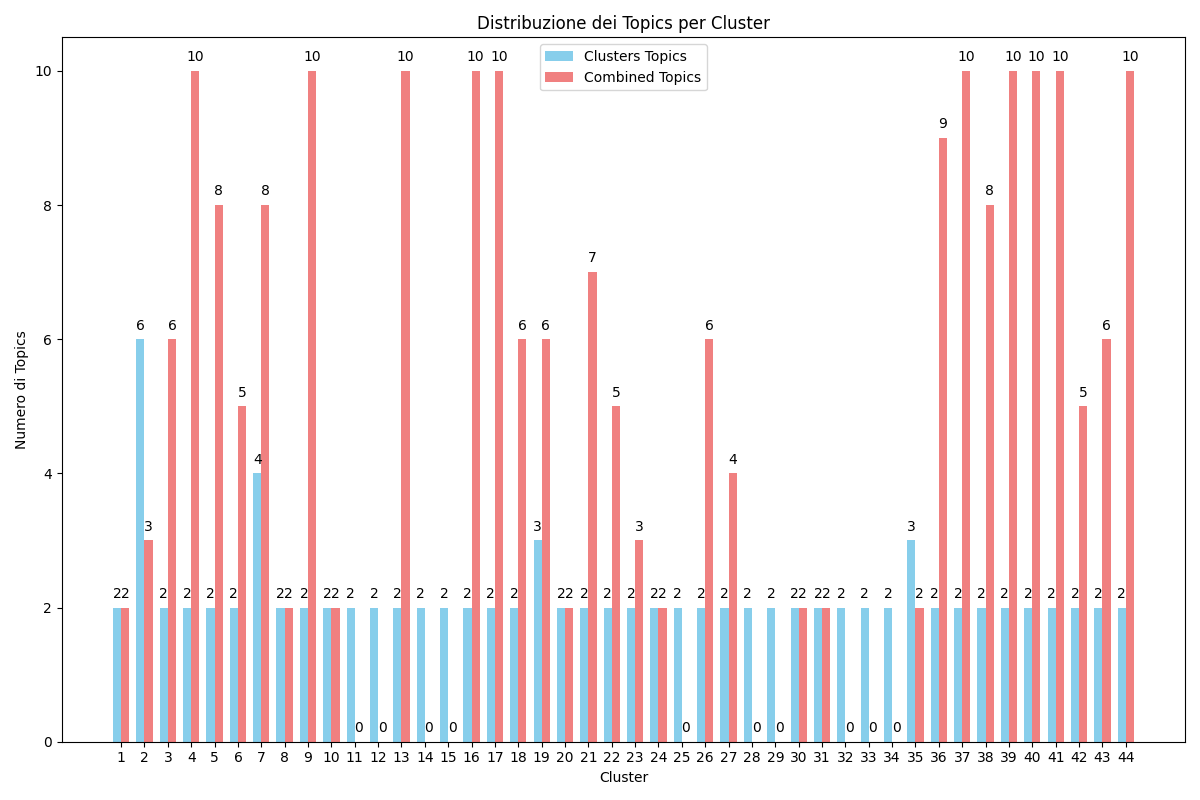 Distribuzione dei Topics per Cluster
Clusters Topics
Combined Topics
Numero di Topics
10
8
6
4
2
0
22 6 3 2 6 2 10 2 8 2 5 4 8 22 2 10 22 2 0 2 0 2 10 2 0 2 0 2 10 2 10 2 6 3 6 22 2 7 2 5 2 3 22 2 0 2 6 2 4 2 0 2 0 22 22 2 0 2 0 2 0 3 2 2 9 2 10 2 8 2 10 2 10 2 10 2 5 2 6 2 10
1 2 3 4 5 6 7 8 9 10 11 12 13 14 15 16 17 18 19 20 21 22 23 24 25 26 27 28 29 30 31 32 33 34 35 36 37 38 39 40 41 42 43 44
Cluster